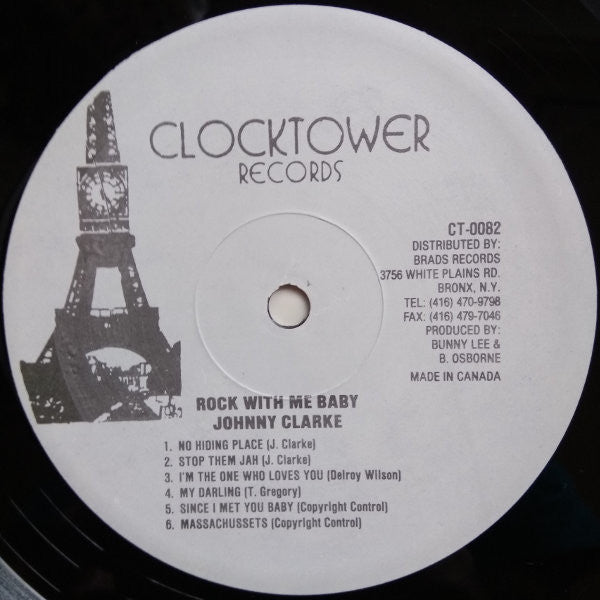 CLOCKTOWER
RECORDS
CT-0082
DISTRIBUTED BY:
BRADS RECORDS
3756 WHITE PLAINS RD.
BRONX, N.Y.
TEL: (416) 470-9798
FAX: (416) 479-7046
PRODUCED BY:
BUNNY LEE &
B. OSBORNE
MADE IN CANADA
ROCK WITH ME BABY
JOHNNY CLARKE
1. NO HIDING PLACE (J. Clarke)
2. STOP THEM JAH (J. Clarke)
3. I'M THE ONE WHO LOVES YOU (Delroy Wilson)
4. MY DARLING (T. Gregory)
5. SINCE I MET YOU BABY (Copyright Control)
6. MASSACHUSSETS (Copyright Control)